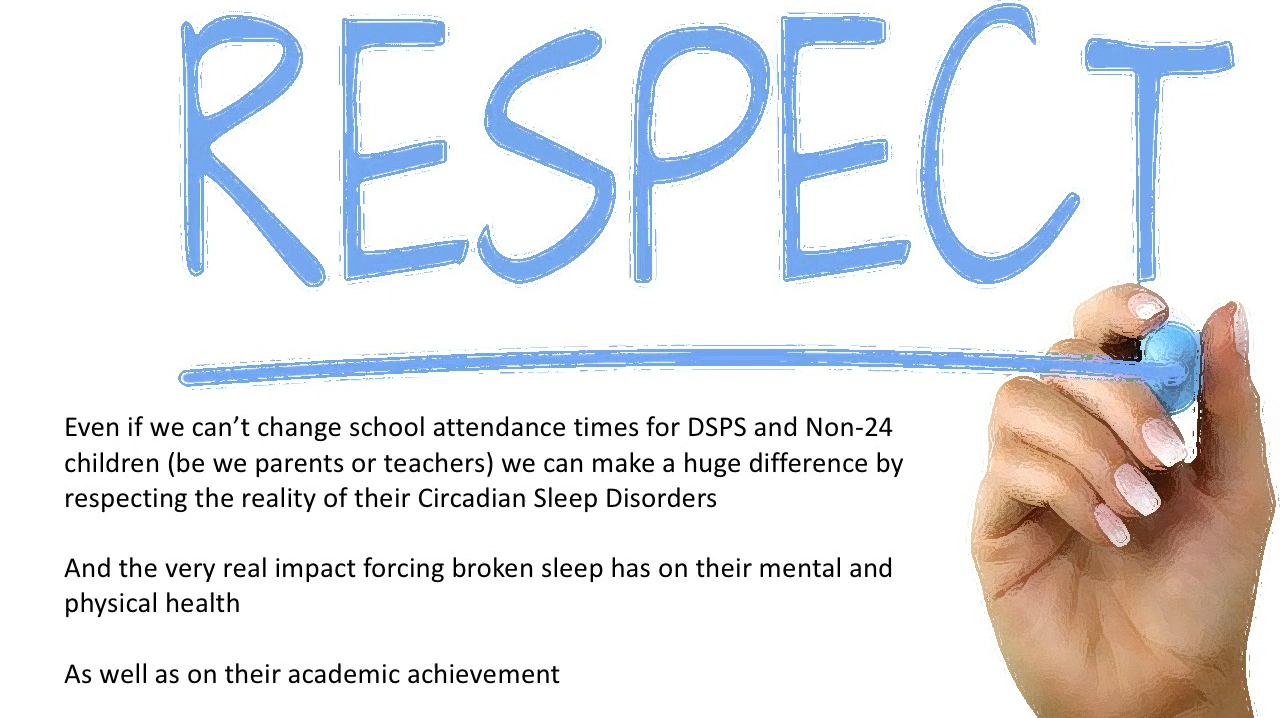 RESPECT
Even if we can’t change school attendance times for DSPS and Non-24
children (be we parents or teachers) we can make a huge difference by
respecting the reality of their Circadian Sleep Disorders
And the very real impact forcing broken sleep has on their mental and
physical health
As well as on their academic achievement